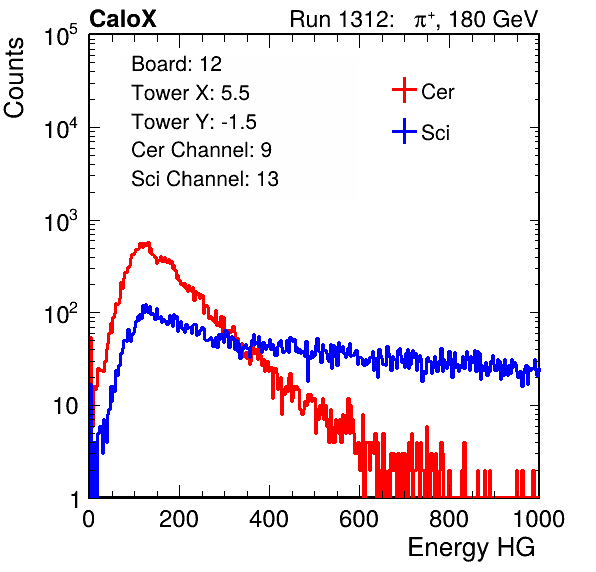 CaloX Run 1312: π⁺, 180 GeV
Counts
10⁵
10⁴
10³
10²
10
1
Board: 12
Tower X: 5.5
Tower Y: -1.5
Cer Channel: 9
Sci Channel: 13
Cer
Sci
0 200 400 600 800 1000
Energy HG